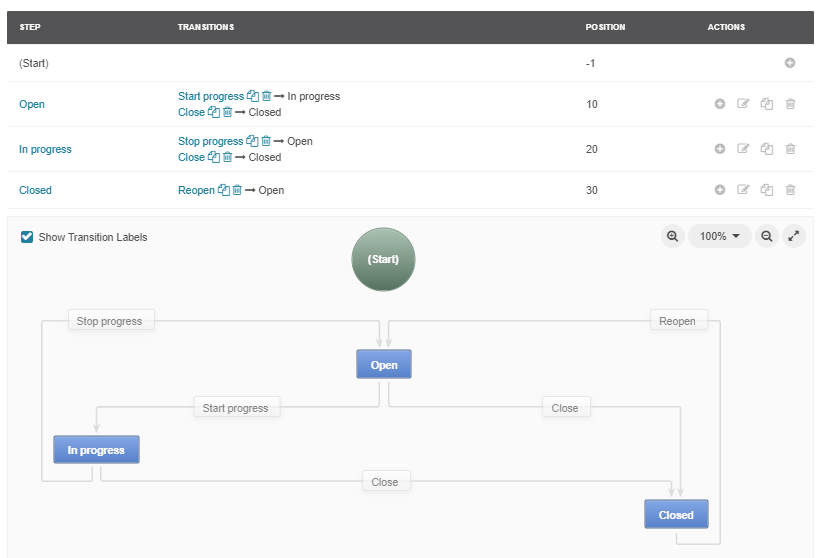 STEP TRANSITIONS POSITION ACTIONS
(Start) -1
Open Start progress → In progress 10
Close → Closed
In progress Stop progress → Open 20
Close → Closed
Closed Reopen → Open 30
Show Transition Labels
100%
(Start)
Stop progress
Reopen
Open
Start progress
Close
In progress
Close
Closed